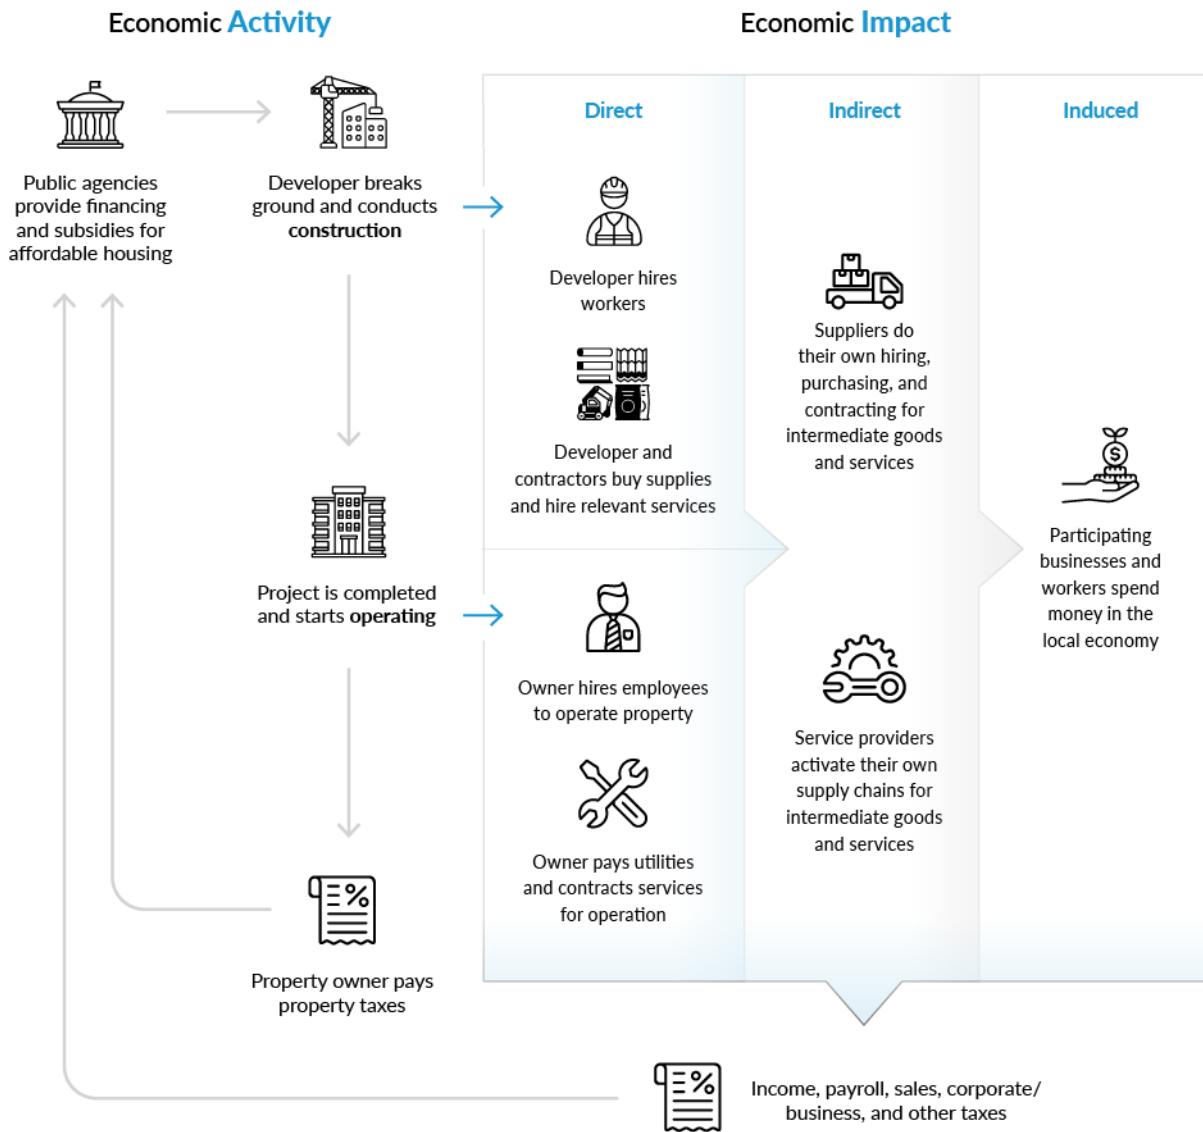 Economic Activity
Economic Impact
Public agencies
provide financing
and subsidies for
affordable housing
Developer breaks
ground and conducts
construction
Project is completed
and starts operating
Property owner pays
property taxes
Direct
Developer hires
workers
Developer and
contractors buy supplies
and hire relevant services
Owner hires employees
to operate property
Owner pays utilities
and contracts services
for operation
Indirect
Suppliers do
their own hiring,
purchasing, and
contracting for
intermediate goods
and services
Service providers
activate their own
supply chains for
intermediate goods
and services
Induced
Participating
businesses and
workers spend
money in the
local economy
Income, payroll, sales, corporate/
business, and other taxes